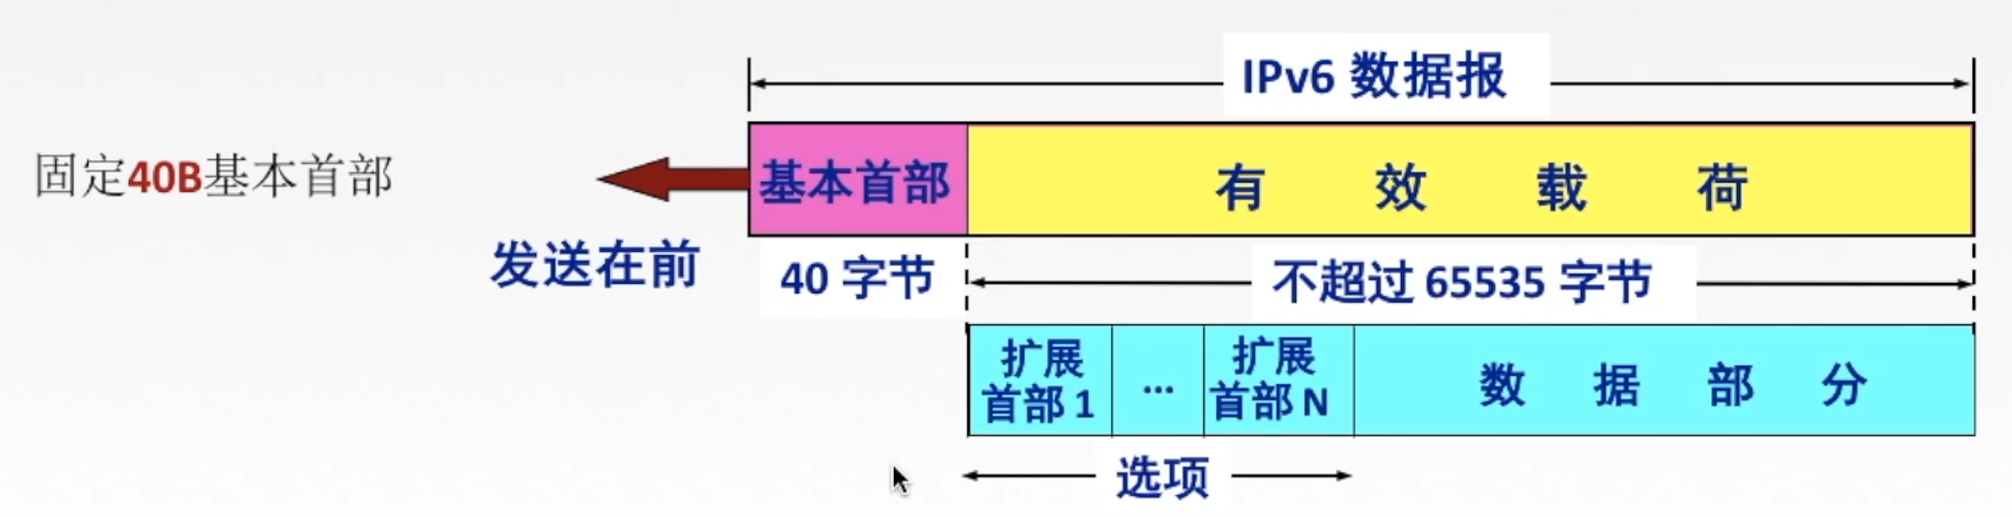 IPv6 数据报
固定40B基本首部
基本首部
有效载荷
发送在前
40 字节
不超过 65535 字节
扩展
首部 1
...
扩展
首部 N
数据部分
选项